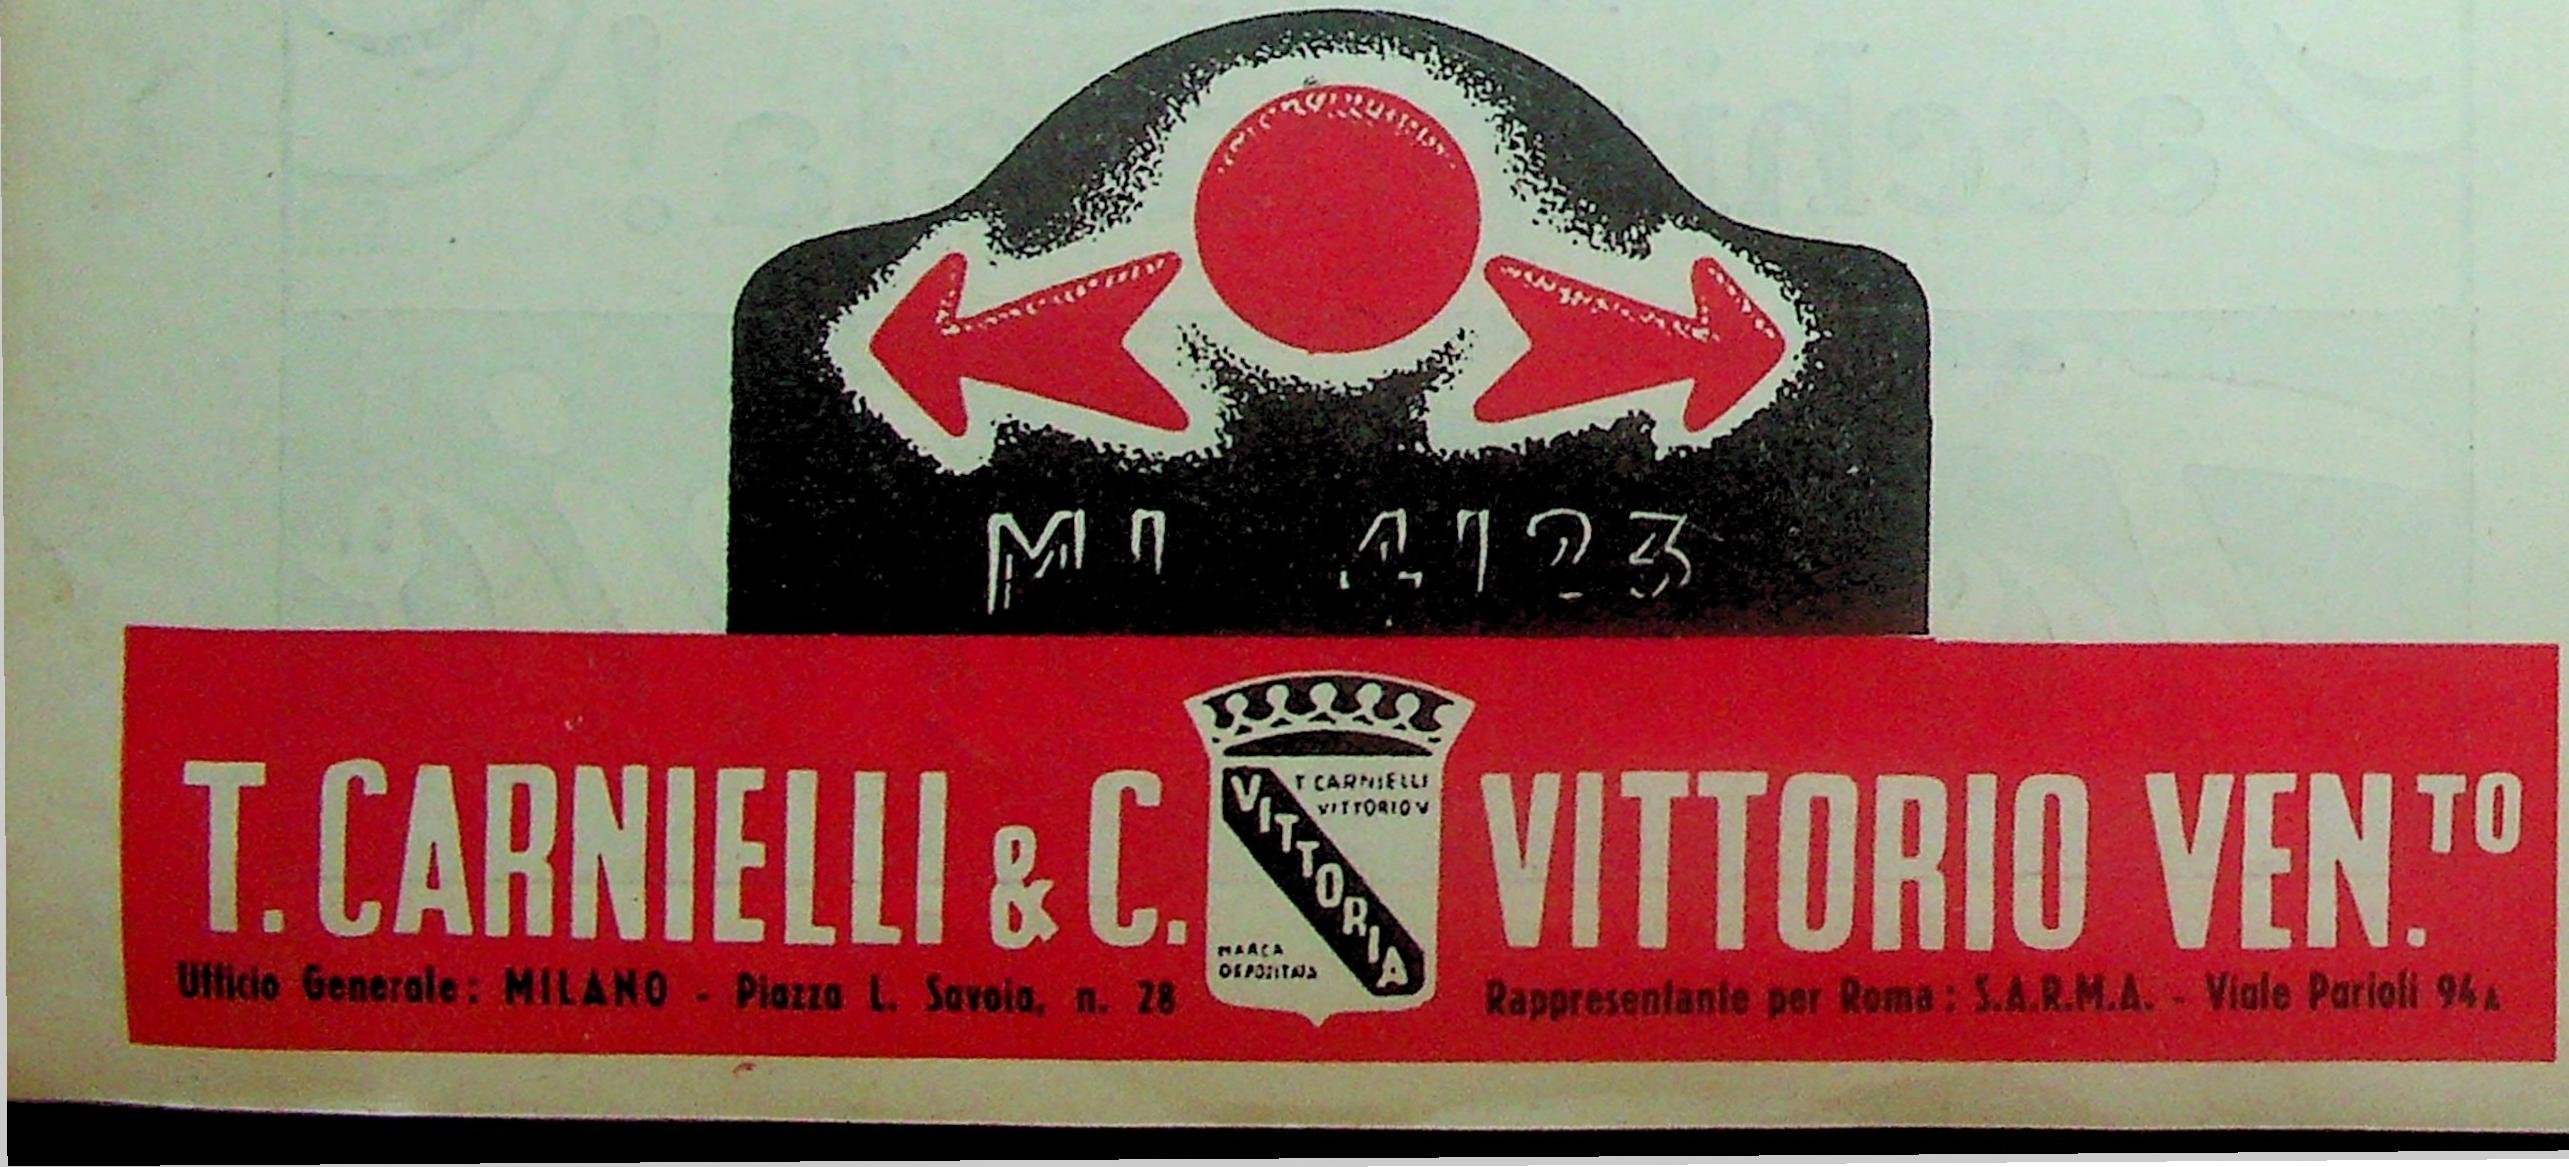 MI 4123
T. CARNIELLI & C.
VITTORIO VEN.TO
T CARNIELLI
VITTORIO V
VITTORIA
MARCA
DEPOSITATA
Ufficio Generale: MILANO - Piazza L. Savoia, n. 28
Rappresentante per Roma: S.A.R.M.A. - Viale Parioli 94A